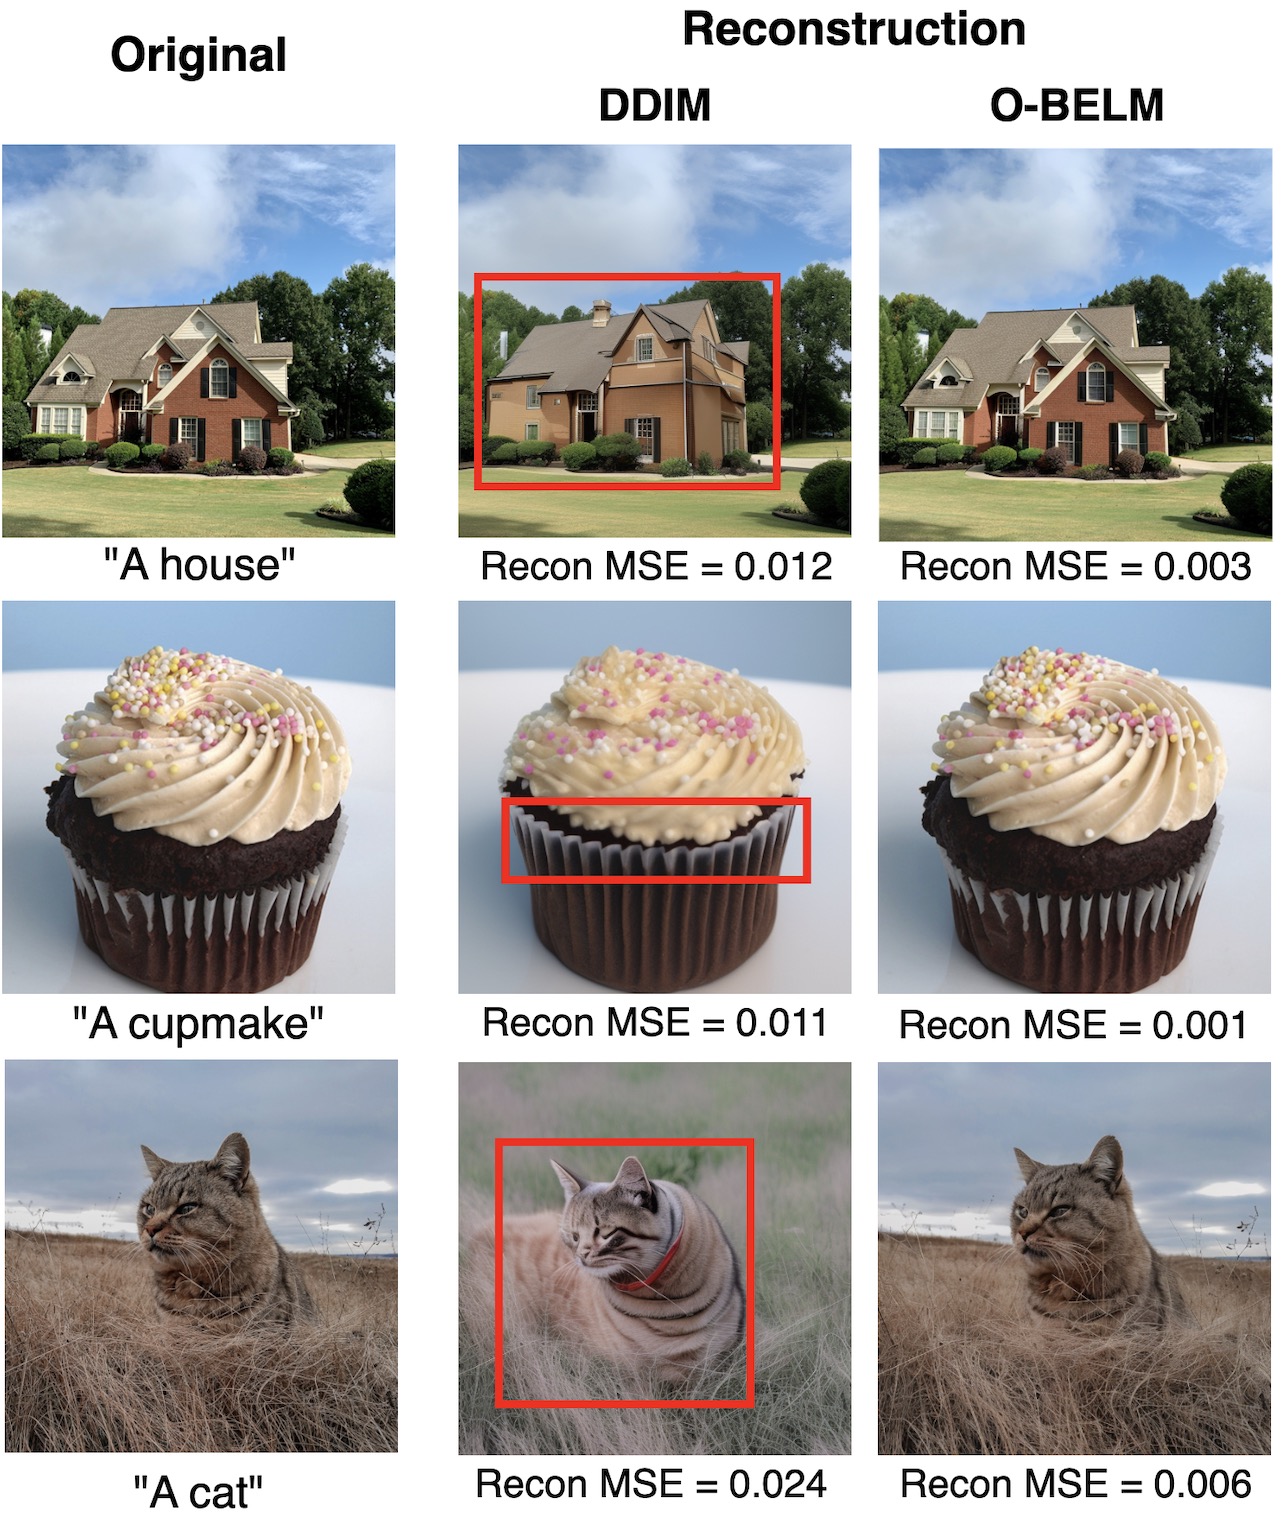 Original
Reconstruction
DDIM
O-BELM
"A house"
Recon MSE = 0.012
Recon MSE = 0.003
"A cupmake"
Recon MSE = 0.011
Recon MSE = 0.001
"A cat"
Recon MSE = 0.024
Recon MSE = 0.006